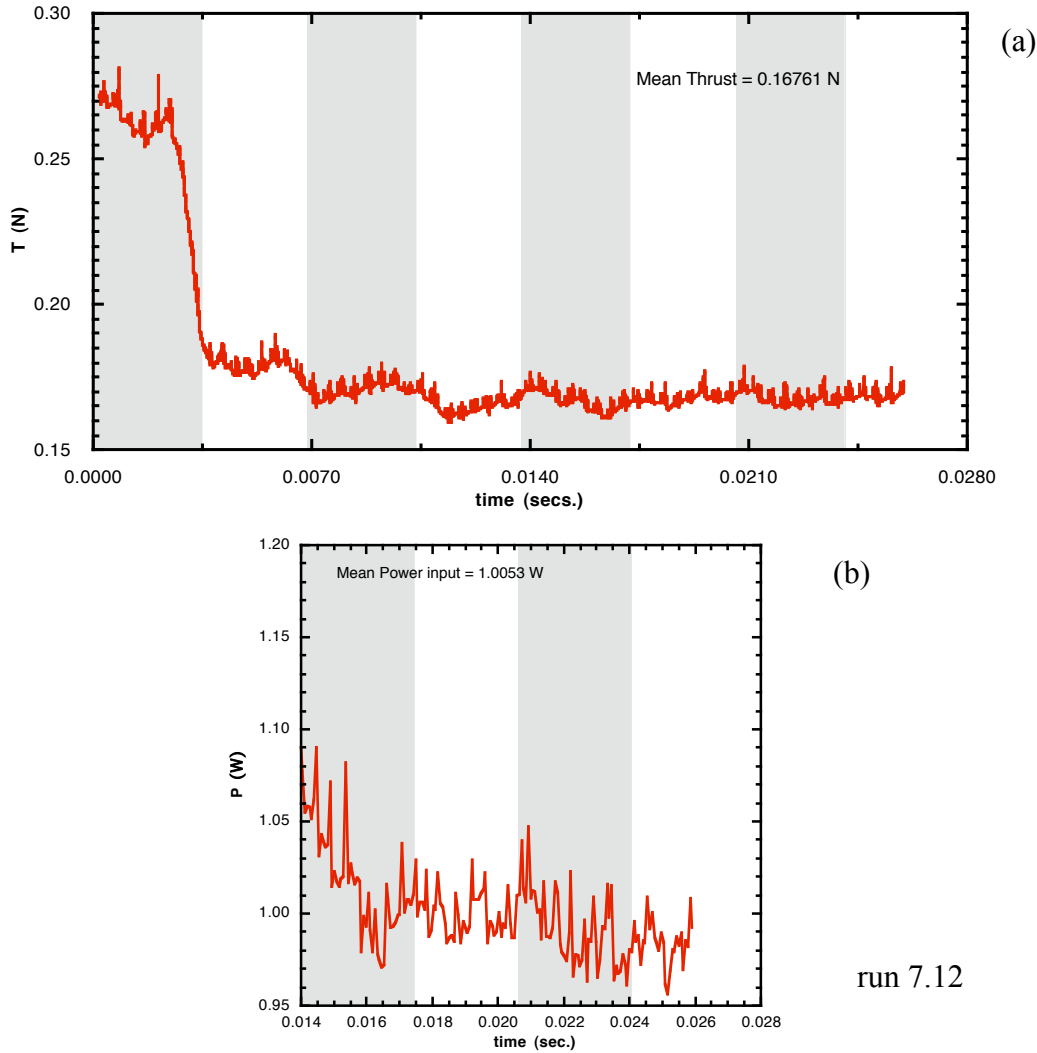 0.30
(a)
Mean Thrust = 0.16761 N
0.25
T (N)
0.20
0.15
0.0000 0.0070 0.0140 0.0210 0.0280
time (secs.)
1.20
Mean Power input = 1.0053 W
(b)
1.15
1.10
P (W)
1.05
1.00
0.95
run 7.12
0.014 0.016 0.018 0.020 0.022 0.024 0.026 0.028
time (sec.)